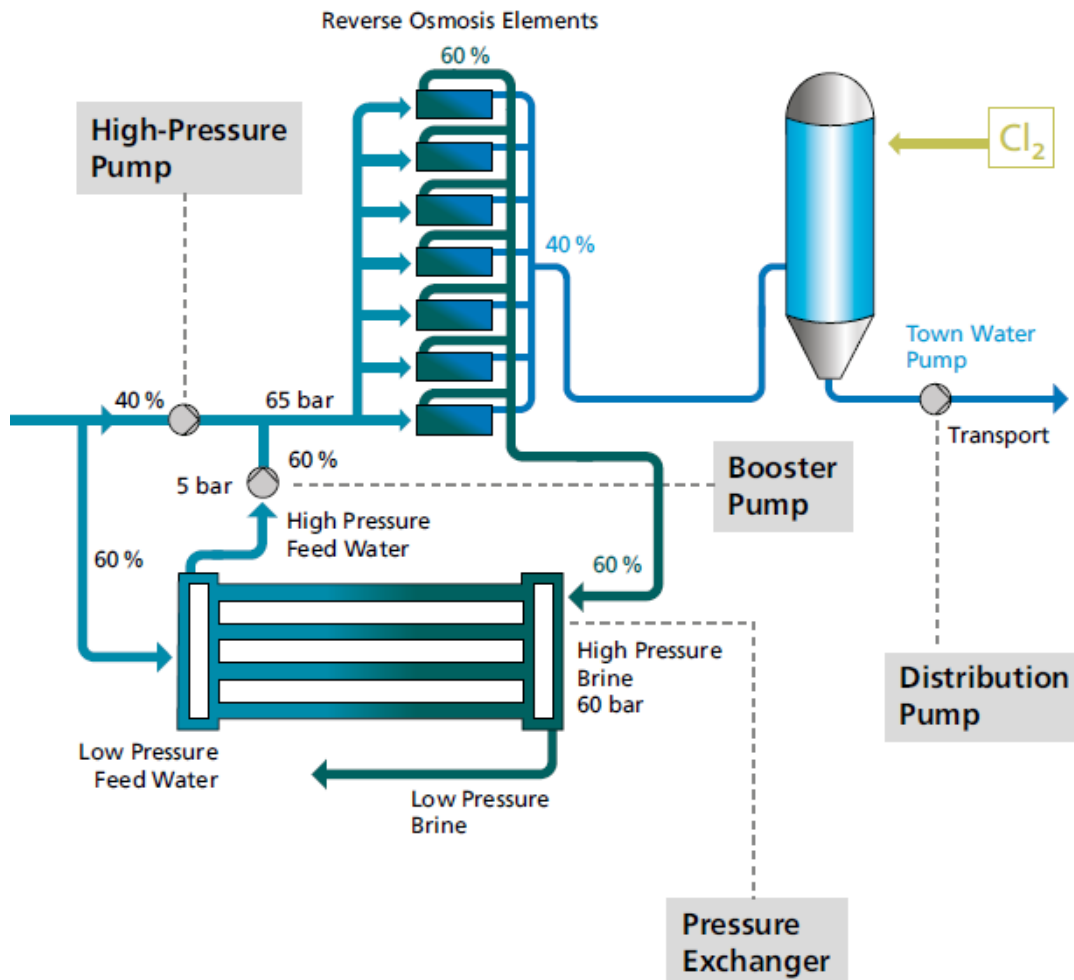 Reverse Osmosis Elements
60 %
High-Pressure
Pump
Cl2
40 %
Town Water
Pump
40 %
65 bar
Transport
60 %
5 bar
Booster
Pump
High Pressure
Feed Water
60 %
60 %
High Pressure
Brine
60 bar
Distribution
Pump
Low Pressure
Feed Water
Low Pressure
Brine
Pressure
Exchanger